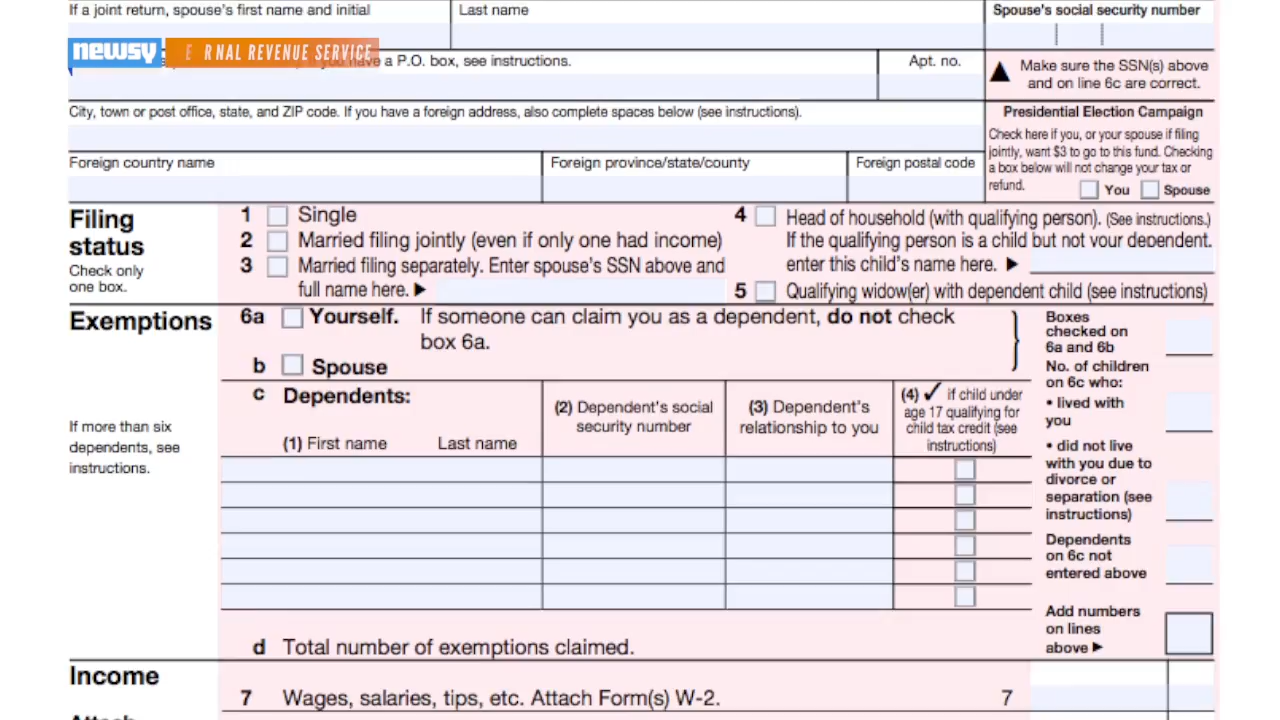 If a joint return, spouse's first name and initial
Last name
Spouse's social security number
newsy
E RNAL REVENUE SERVICE
have a P.O. box, see instructions.
Apt. no.
▲ Make sure the SSN(s) above
and on line 6c are correct.
City, town or post office, state, and ZIP code. If you have a foreign address, also complete spaces below (see instructions).
Presidential Election Campaign
Check here if you, or your spouse if filing
jointly, want $3 to go to this fund. Checking
a box below will not change your tax or
refund.
You Spouse
Foreign country name
Foreign province/state/county
Foreign postal code
Filing
status
Check only
one box.
1 Single
2 Married filing jointly (even if only one had income)
3 Married filing separately. Enter spouse's SSN above and
full name here. ▶
4 Head of household (with qualifying person). (See instructions.)
If the qualifying person is a child but not your dependent.
enter this child's name here. ▶
5 Qualifying widow(er) with dependent child (see instructions)
Exemptions
6a Yourself. If someone can claim you as a dependent, do not check
box 6a.
b Spouse
Boxes
checked on
6a and 6b
c Dependents:
(1) First name Last name
(2) Dependent's social
security number
(3) Dependent's
relationship to you
(4) ✓ if child under
age 17 qualifying for
child tax credit (see
instructions)
If more than six
dependents, see
instructions.
No. of children
on 6c who:
• lived with
you
• did not live
with you due to
divorce or
separation (see
instructions)
Dependents
on 6c not
entered above
Add numbers
on lines
above ▶
d Total number of exemptions claimed.
Income
7 Wages, salaries, tips, etc. Attach Form(s) W-2. 7
Attach